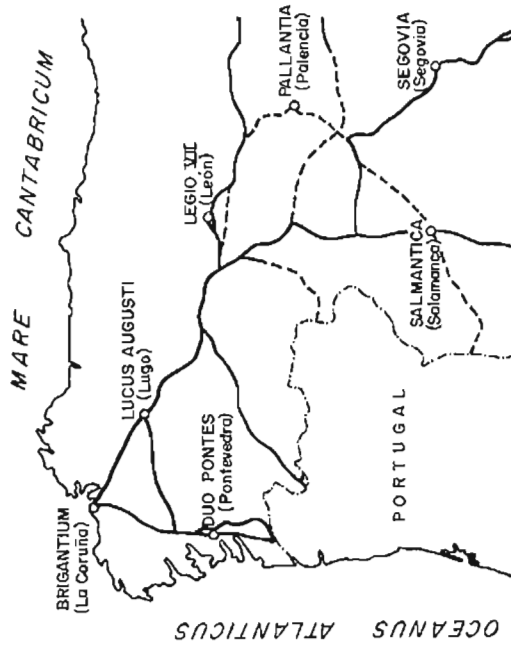 MARE CANTABRICUM
BRIGANTIUM
(La Coruña)
LUCUS AUGUSTI
(Lugo)
LEGIO VII
(León)
PALLANTIA
(Palencia)
DUO PONTES
(Pontevedra)
SEGOVIA
(Segovia)
SALMANTICA
(Salamanca)
PORTUGAL
OCEANUS ATLANTICUS